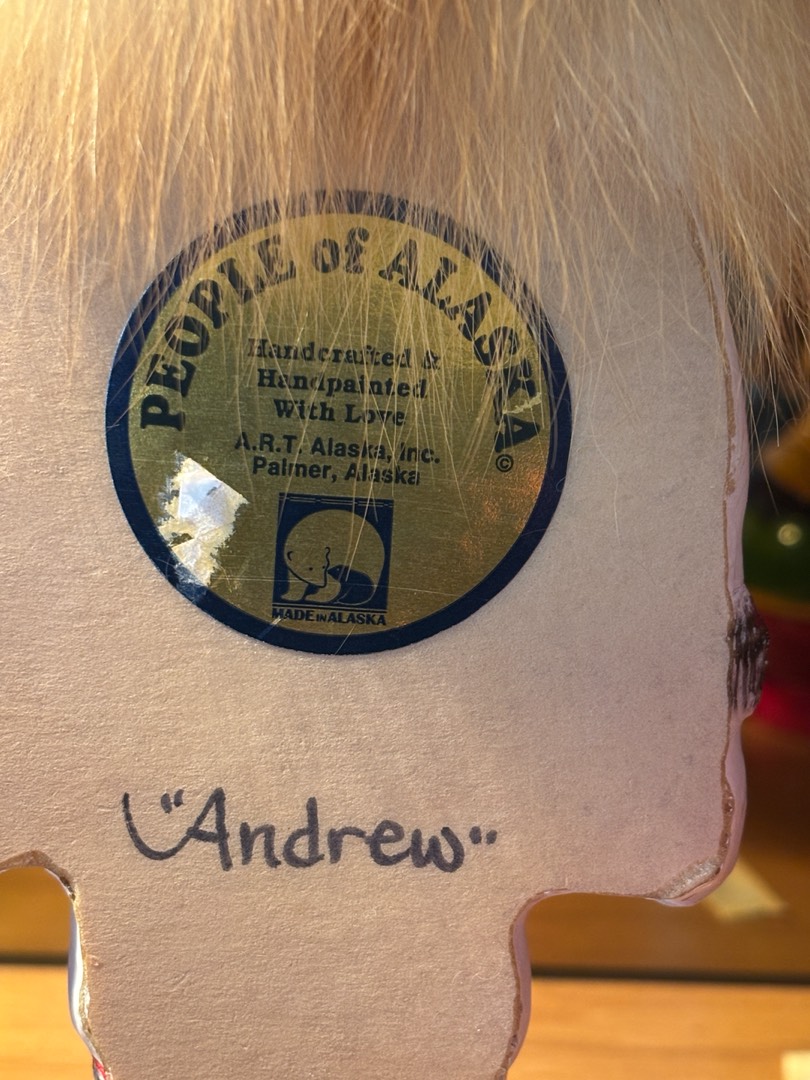 PEOPLE of ALASKA
Handcrafted &
Handpainted
With Love
A.R.T. Alaska, Inc.
Palmer, Alaska
©
MADE IN ALASKA
"Andrew"